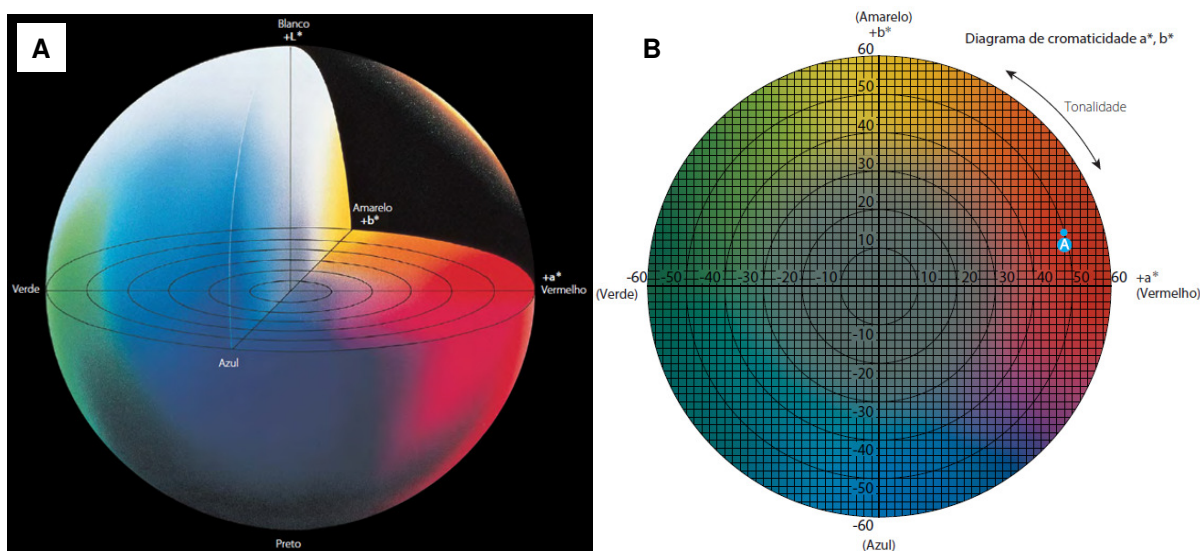 A
Blanco
+L*
Amarelo
+b*
Verde
+a*
Vermelho
Azul
Preto
B
(Amarelo)
+b*
Diagrama de cromaticidade a*, b*
Tonalidade
60
50
40
30
20
10
A
-60 -50 -40 -30 -20 -10 10 20 30 40 50 60 +a*
(Verde) (Vermelho)
-10
-20
-30
-40
-50
-60
(Azul)